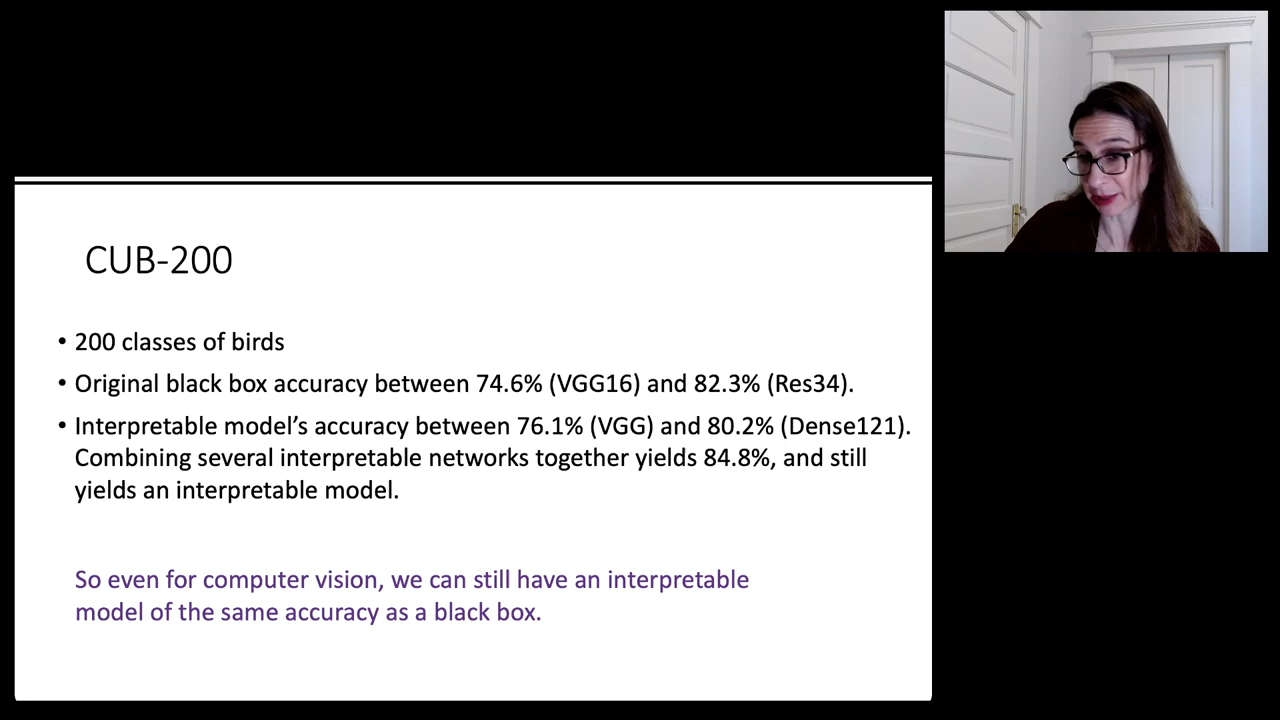 CUB-200
• 200 classes of birds
• Original black box accuracy between 74.6% (VGG16) and 82.3% (Res34).
• Interpretable model’s accuracy between 76.1% (VGG) and 80.2% (Dense121).
Combining several interpretable networks together yields 84.8%, and still
yields an interpretable model.
So even for computer vision, we can still have an interpretable
model of the same accuracy as a black box.